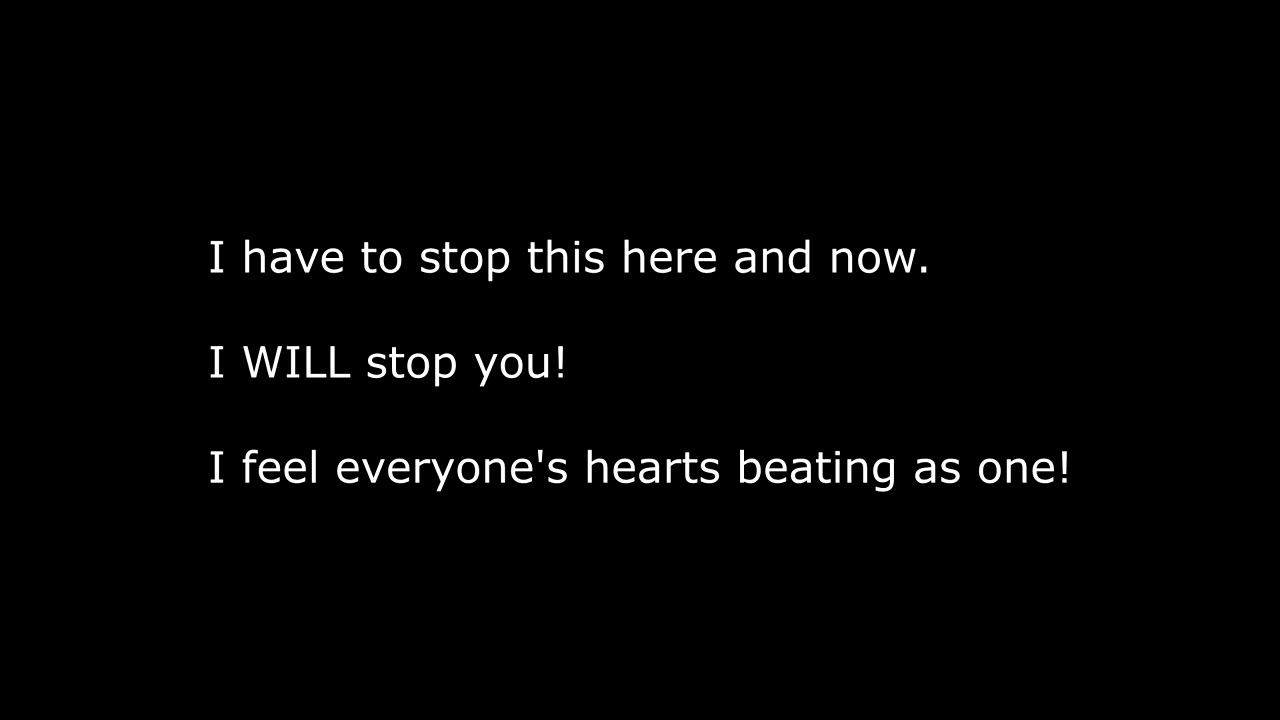 I have to stop this here and now.
I WILL stop you!
I feel everyone's hearts beating as one!